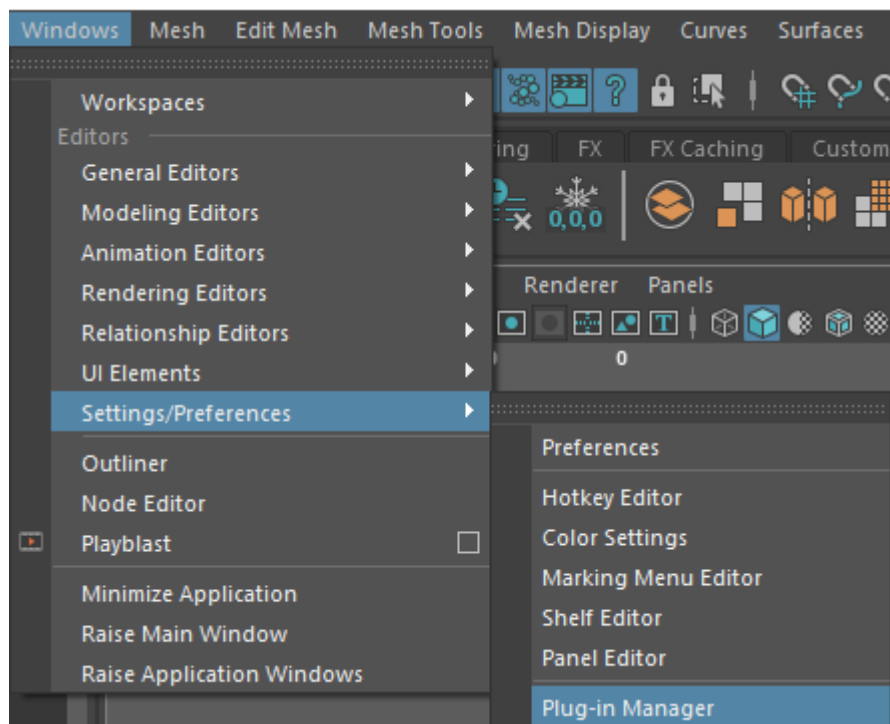 Windows Mesh Edit Mesh Mesh Tools Mesh Display Curves Surfaces
Workspaces
Editors
ing FX FX Caching Custom
General Editors
Modeling Editors
0,0,0
Animation Editors
Rendering Editors
Renderer Panels
Relationship Editors
T
UI Elements
0
Settings/Preferences
Outliner
Node Editor
Playblast
Minimize Application
Raise Main Window
Raise Application Windows
Preferences
Hotkey Editor
Color Settings
Marking Menu Editor
Shelf Editor
Panel Editor
Plug-in Manager